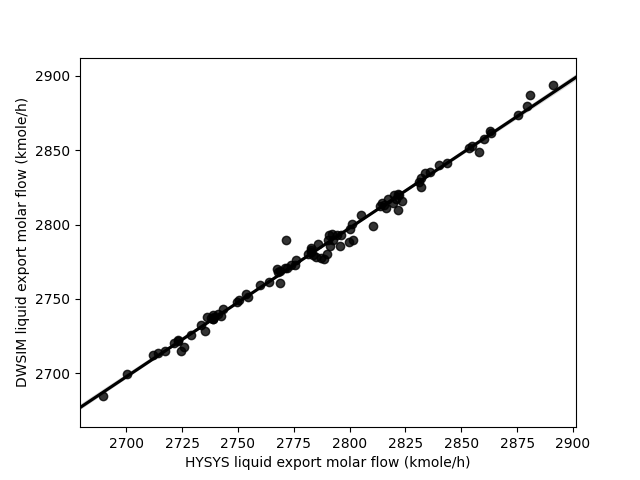 2900
2850
2800
2750
2700
DWSIM liquid export molar flow (kmole/h)
2700 2725 2750 2775 2800 2825 2850 2875 2900
HYSYS liquid export molar flow (kmole/h)